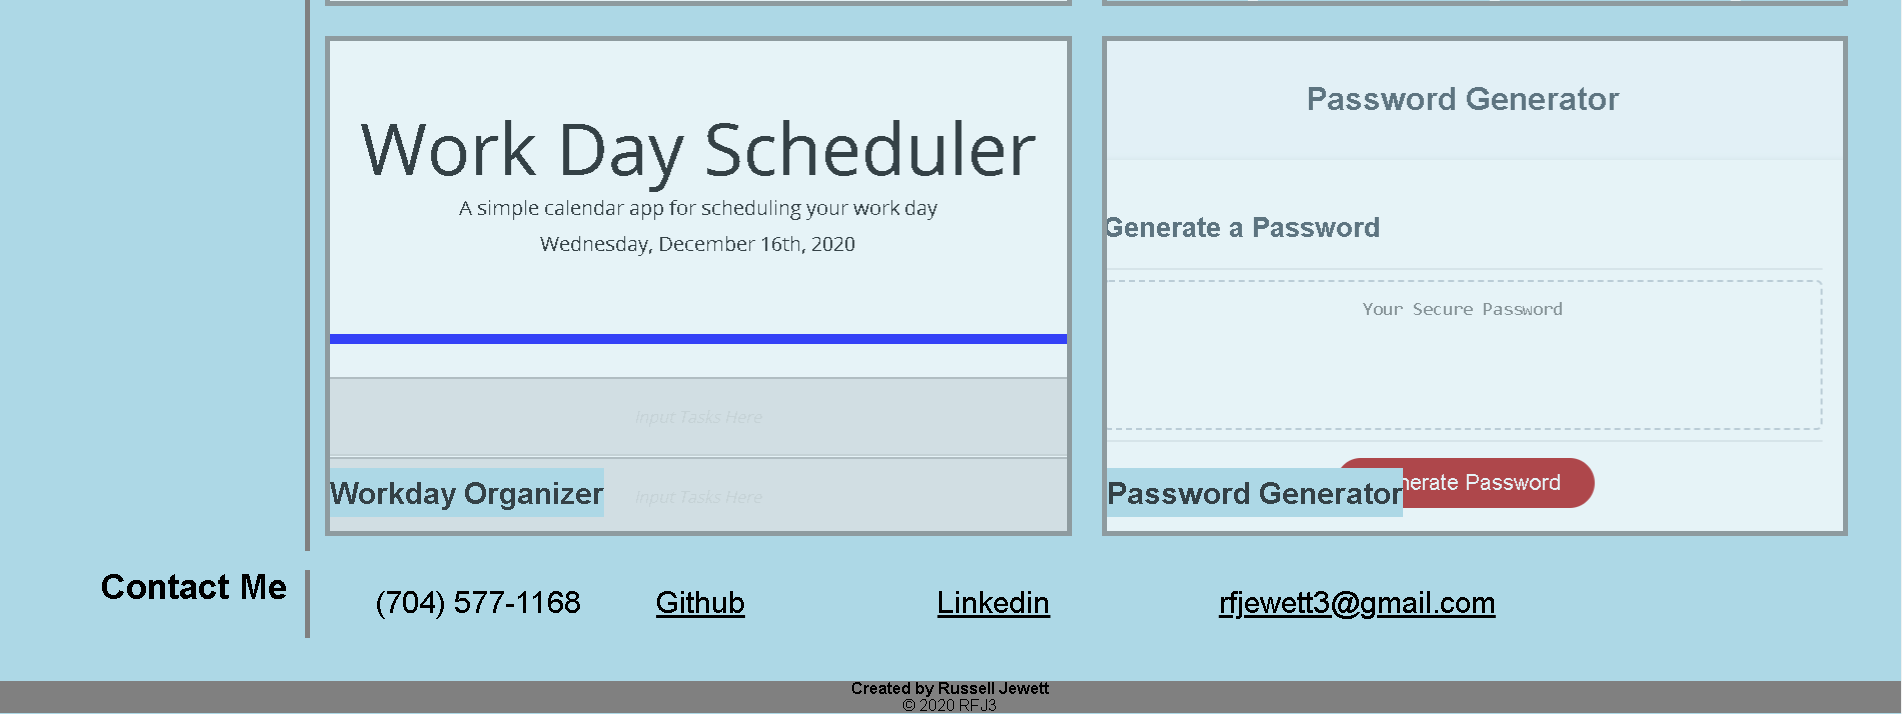 Work Day Scheduler
A simple calendar app for scheduling your work day
Wednesday, December 16th, 2020
Input Tasks Here
Input Tasks Here
Workday Organizer
Password Generator
Generate a Password
Your Secure Password
nerate Password
Password Generator
Contact Me
(704) 577-1168
Github
Linkedin
rfjewett3@gmail.com
Created by Russell Jewett
© 2020 RFJ3